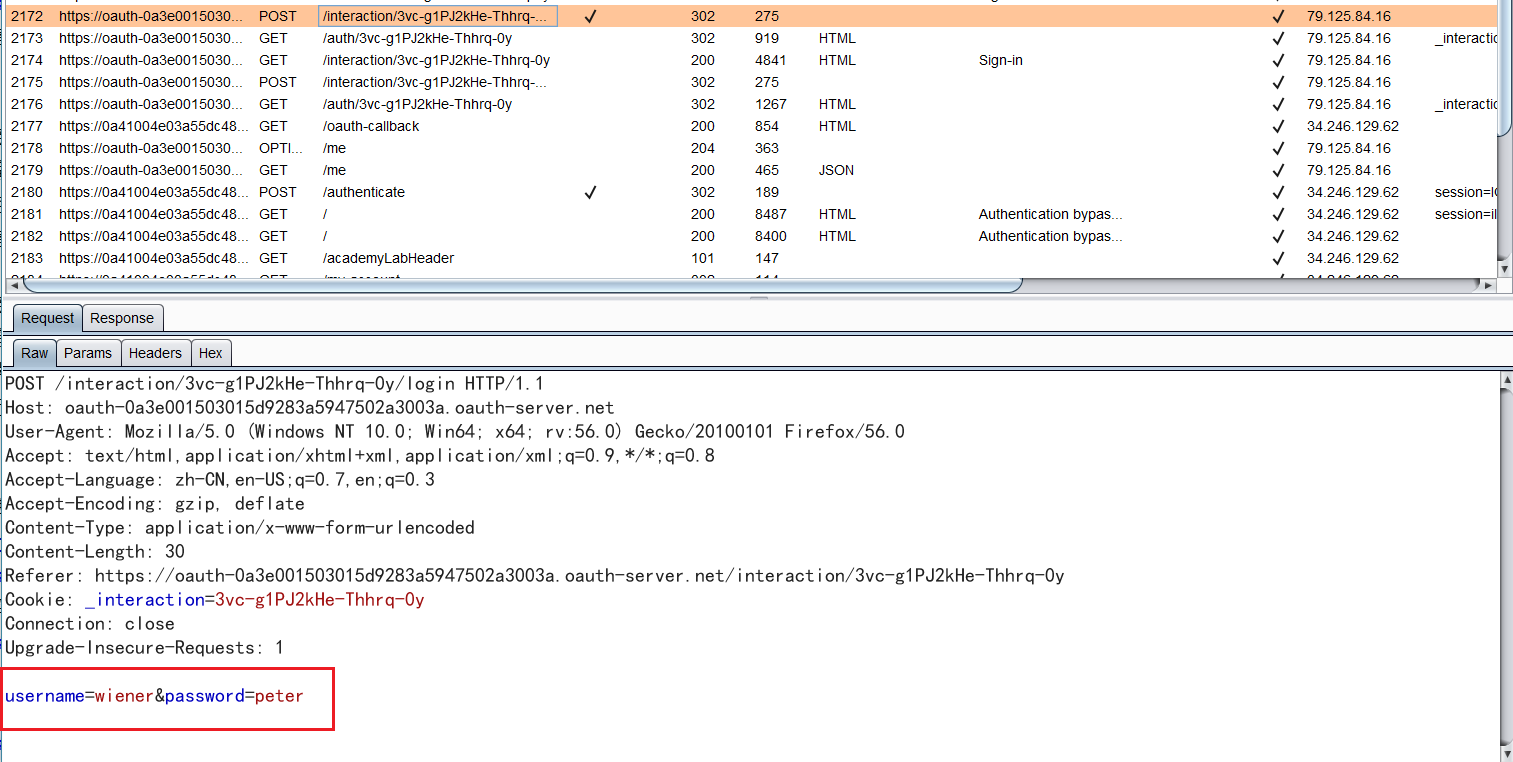 2172 https://oauth-0a3e0015030... POST /interaction/3vc-g1PJ2kHe-Thhrq-... ✓ 302 275 ✓ 79.125.84.16
2173 https://oauth-0a3e0015030... GET /auth/3vc-g1PJ2kHe-Thhrq-0y 302 919 HTML ✓ 79.125.84.16 _interactic
2174 https://oauth-0a3e0015030... GET /interaction/3vc-g1PJ2kHe-Thhrq-0y 200 4841 HTML Sign-in ✓ 79.125.84.16
2175 https://oauth-0a3e0015030... POST /interaction/3vc-g1PJ2kHe-Thhrq-... 302 275 ✓ 79.125.84.16
2176 https://oauth-0a3e0015030... GET /auth/3vc-g1PJ2kHe-Thhrq-0y 302 1267 HTML ✓ 79.125.84.16 _interactic
2177 https://0a41004e03a55dc48... GET /oauth-callback 200 854 HTML ✓ 34.246.129.62
2178 https://oauth-0a3e0015030... OPTI... /me 204 363 ✓ 79.125.84.16
2179 https://oauth-0a3e0015030... GET /me 200 465 JSON ✓ 79.125.84.16
2180 https://0a41004e03a55dc48... POST /authenticate ✓ 302 189 ✓ 34.246.129.62
2181 https://0a41004e03a55dc48... GET / 200 8487 HTML Authentication bypas... ✓ 34.246.129.62
2182 https://0a41004e03a55dc48... GET / 200 8400 HTML Authentication bypas... ✓ 34.246.129.62
2183 https://0a41004e03a55dc48... GET /academyLabHeader 101 147 ✓ 34.246.129.62
Request Response
Raw Params Headers Hex
POST /interaction/3vc-g1PJ2kHe-Thhrq-0y/login HTTP/1.1
Host: oauth-0a3e001503015d9283a5947502a3003a.oauth-server.net
User-Agent: Mozilla/5.0 (Windows NT 10.0; Win64; x64; rv:56.0) Gecko/20100101 Firefox/56.0
Accept: text/html,application/xhtml+xml,application/xml;q=0.9,*/*;q=0.8
Accept-Language: zh-CN,en-US;q=0.7,en;q=0.3
Accept-Encoding: gzip, deflate
Content-Type: application/x-www-form-urlencoded
Content-Length: 30
Referer: https://oauth-0a3e001503015d9283a5947502a3003a.oauth-server.net/interaction/3vc-g1PJ2kHe-Thhrq-0y
Cookie: _interaction=3vc-g1PJ2kHe-Thhrq-0y
Connection: close
Upgrade-Insecure-Requests: 1
username=wiener&password=peter